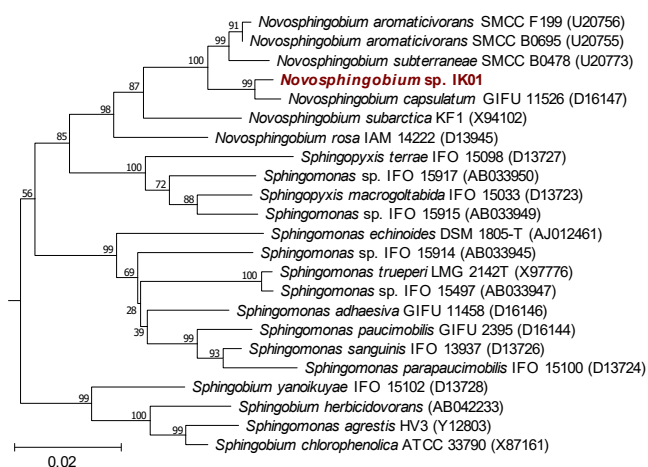 91
Novosphingobium aromaticivorans SMCC F199 (U20756)
Novosphingobium aromaticivorans SMCC B0695 (U20755)
99
Novosphingobium subterraneae SMCC B0478 (U20773)
100
Novosphingobium sp. IK01
99
87
Novosphingobium capsulatum GIFU 11526 (D16147)
98
Novosphingobium subarctica KF1 (X94102)
85
Novosphingobium rosa IAM 14222 (D13945)
Sphingopyxis terrae IFO 15098 (D13727)
100
Sphingomonas sp. IFO 15917 (AB033950)
72
56
Sphingopyxis macrogoltabida IFO 15033 (D13723)
88
Sphingomonas sp. IFO 15915 (AB033949)
Sphingomonas echinoides DSM 1805-T (AJ012461)
99
Sphingomonas sp. IFO 15914 (AB033945)
69
Sphingomonas trueperi LMG 2142T (X97776)
100
Sphingomonas sp. IFO 15497 (AB033947)
28
Sphingomonas adhaesiva GIFU 11458 (D16146)
39
Sphingomonas paucimobilis GIFU 2395 (D16144)
99
Sphingomonas sanguinis IFO 13937 (D13726)
93
Sphingomonas parapaucimobilis IFO 15100 (D13724)
Sphingobium yanoikuyae IFO 15102 (D13728)
99
Sphingobium herbicidovorans (AB042233)
100
Sphingomonas agrestis HV3 (Y12803)
99
Sphingobium chlorophenolica ATCC 33790 (X87161)
0.02